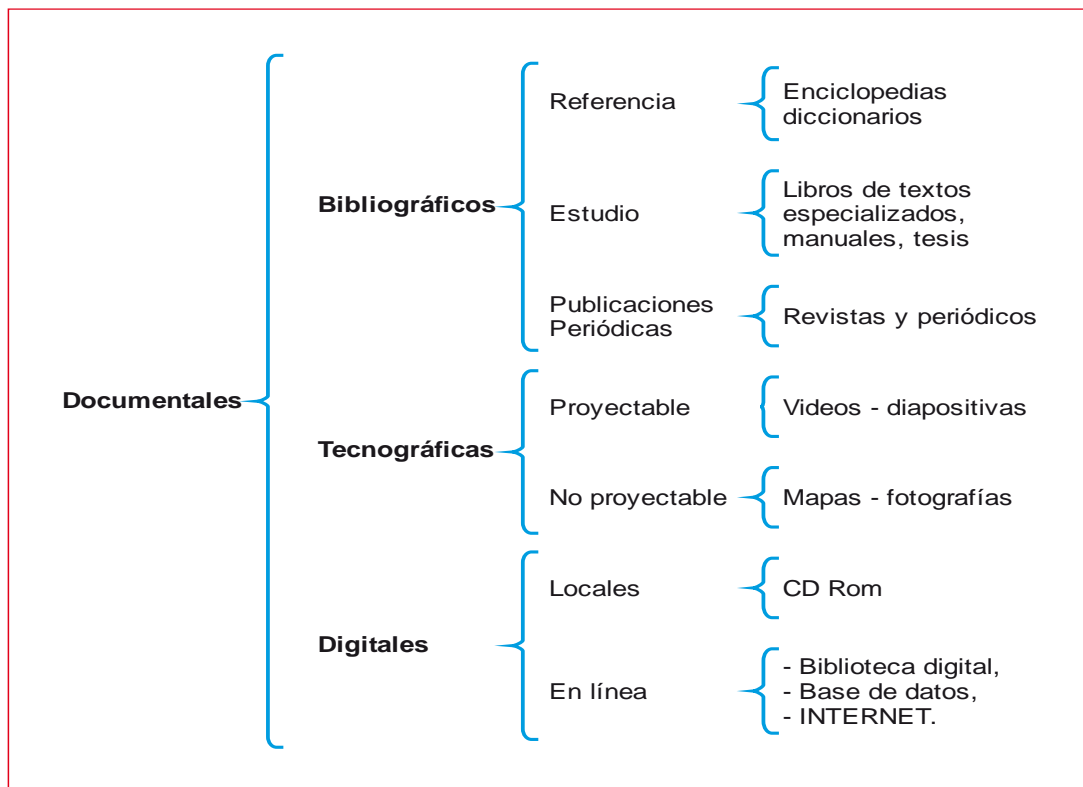 Documentales
Bibliográficos
Referencia
Enciclopedias
diccionarios
Estudio
Libros de textos
especializados,
manuales, tesis
Publicaciones
Periódicas
Revistas y periódicos
Tecnográficas
Proyectable
Videos - diapositivas
No proyectable
Mapas - fotografías
Digitales
Locales
CD Rom
En línea
- Biblioteca digital,
- Base de datos,
- INTERNET.